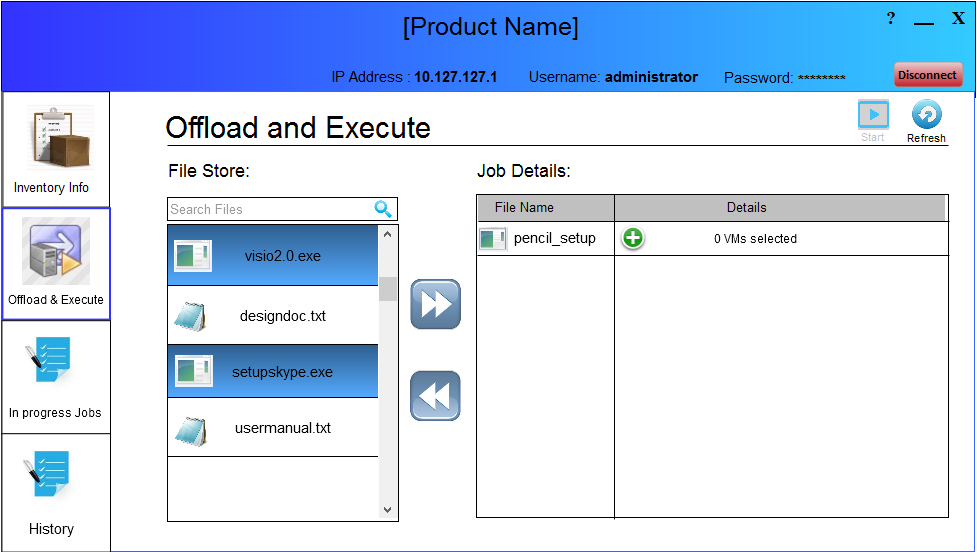 [Product Name]
? __ X
IP Address : 10.127.127.1 Username: administrator Password: ******** Disconnect
Inventory Info
Offload & Execute
In progress Jobs
History
Offload and Execute
Start Refresh
File Store:
Search Files
visio2.0.exe
designdoc.txt
setupskype.exe
usermanual.txt
Job Details:
File Name Details
pencil_setup 0 VMs selected